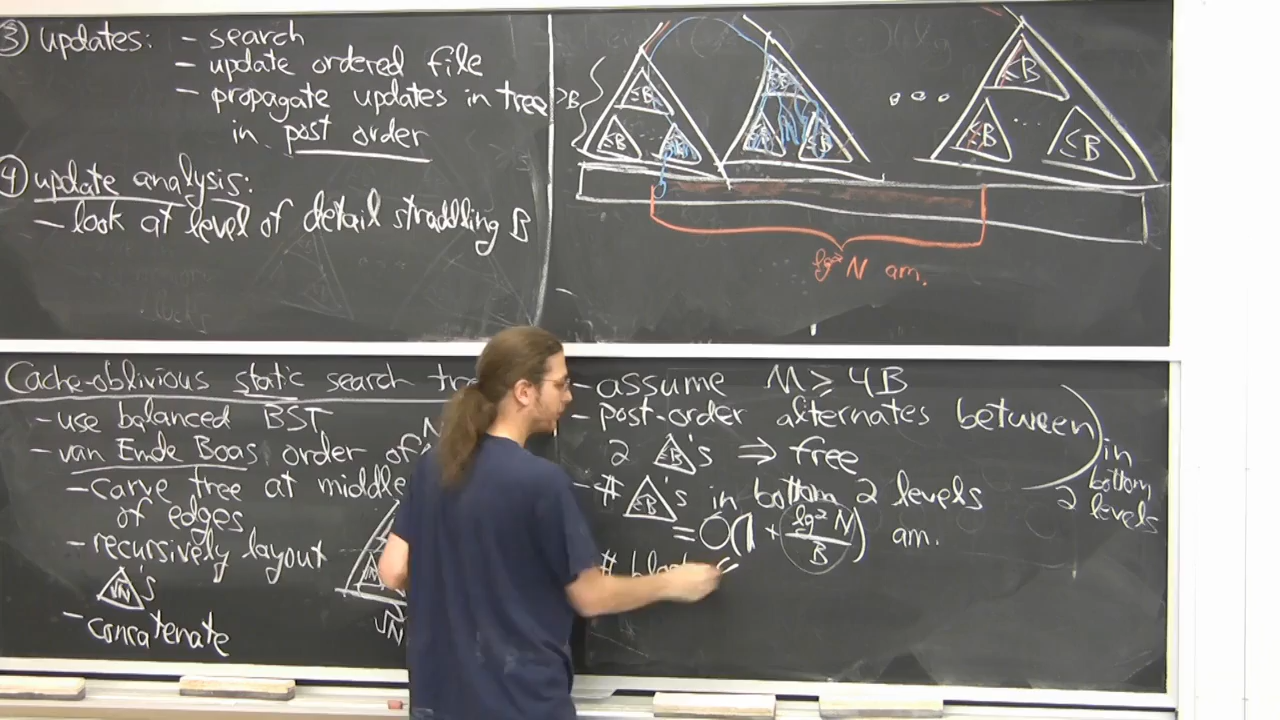 ③ updates: - search
- update ordered file
- propagate updates in tree
in post order
④ update analysis:
- look at level of detail straddling B
>B
≤B
≤B
≤B
≤B
≤B
≤B
≤B
≤B
lg² N am.
Cache-oblivious static search
- use balanced BST
- van Emde Boas order of
- carve tree at middle
of edges
- recursively layout
√N 's
- concatenate
√N
- assume M ≥ 4B
- post-order alternates between
2 ≤B 's ⇒ free
- # ≤B 's in bottom 2 levels
= O(1 + lg² N / B) am.
in
bottom
2 levels